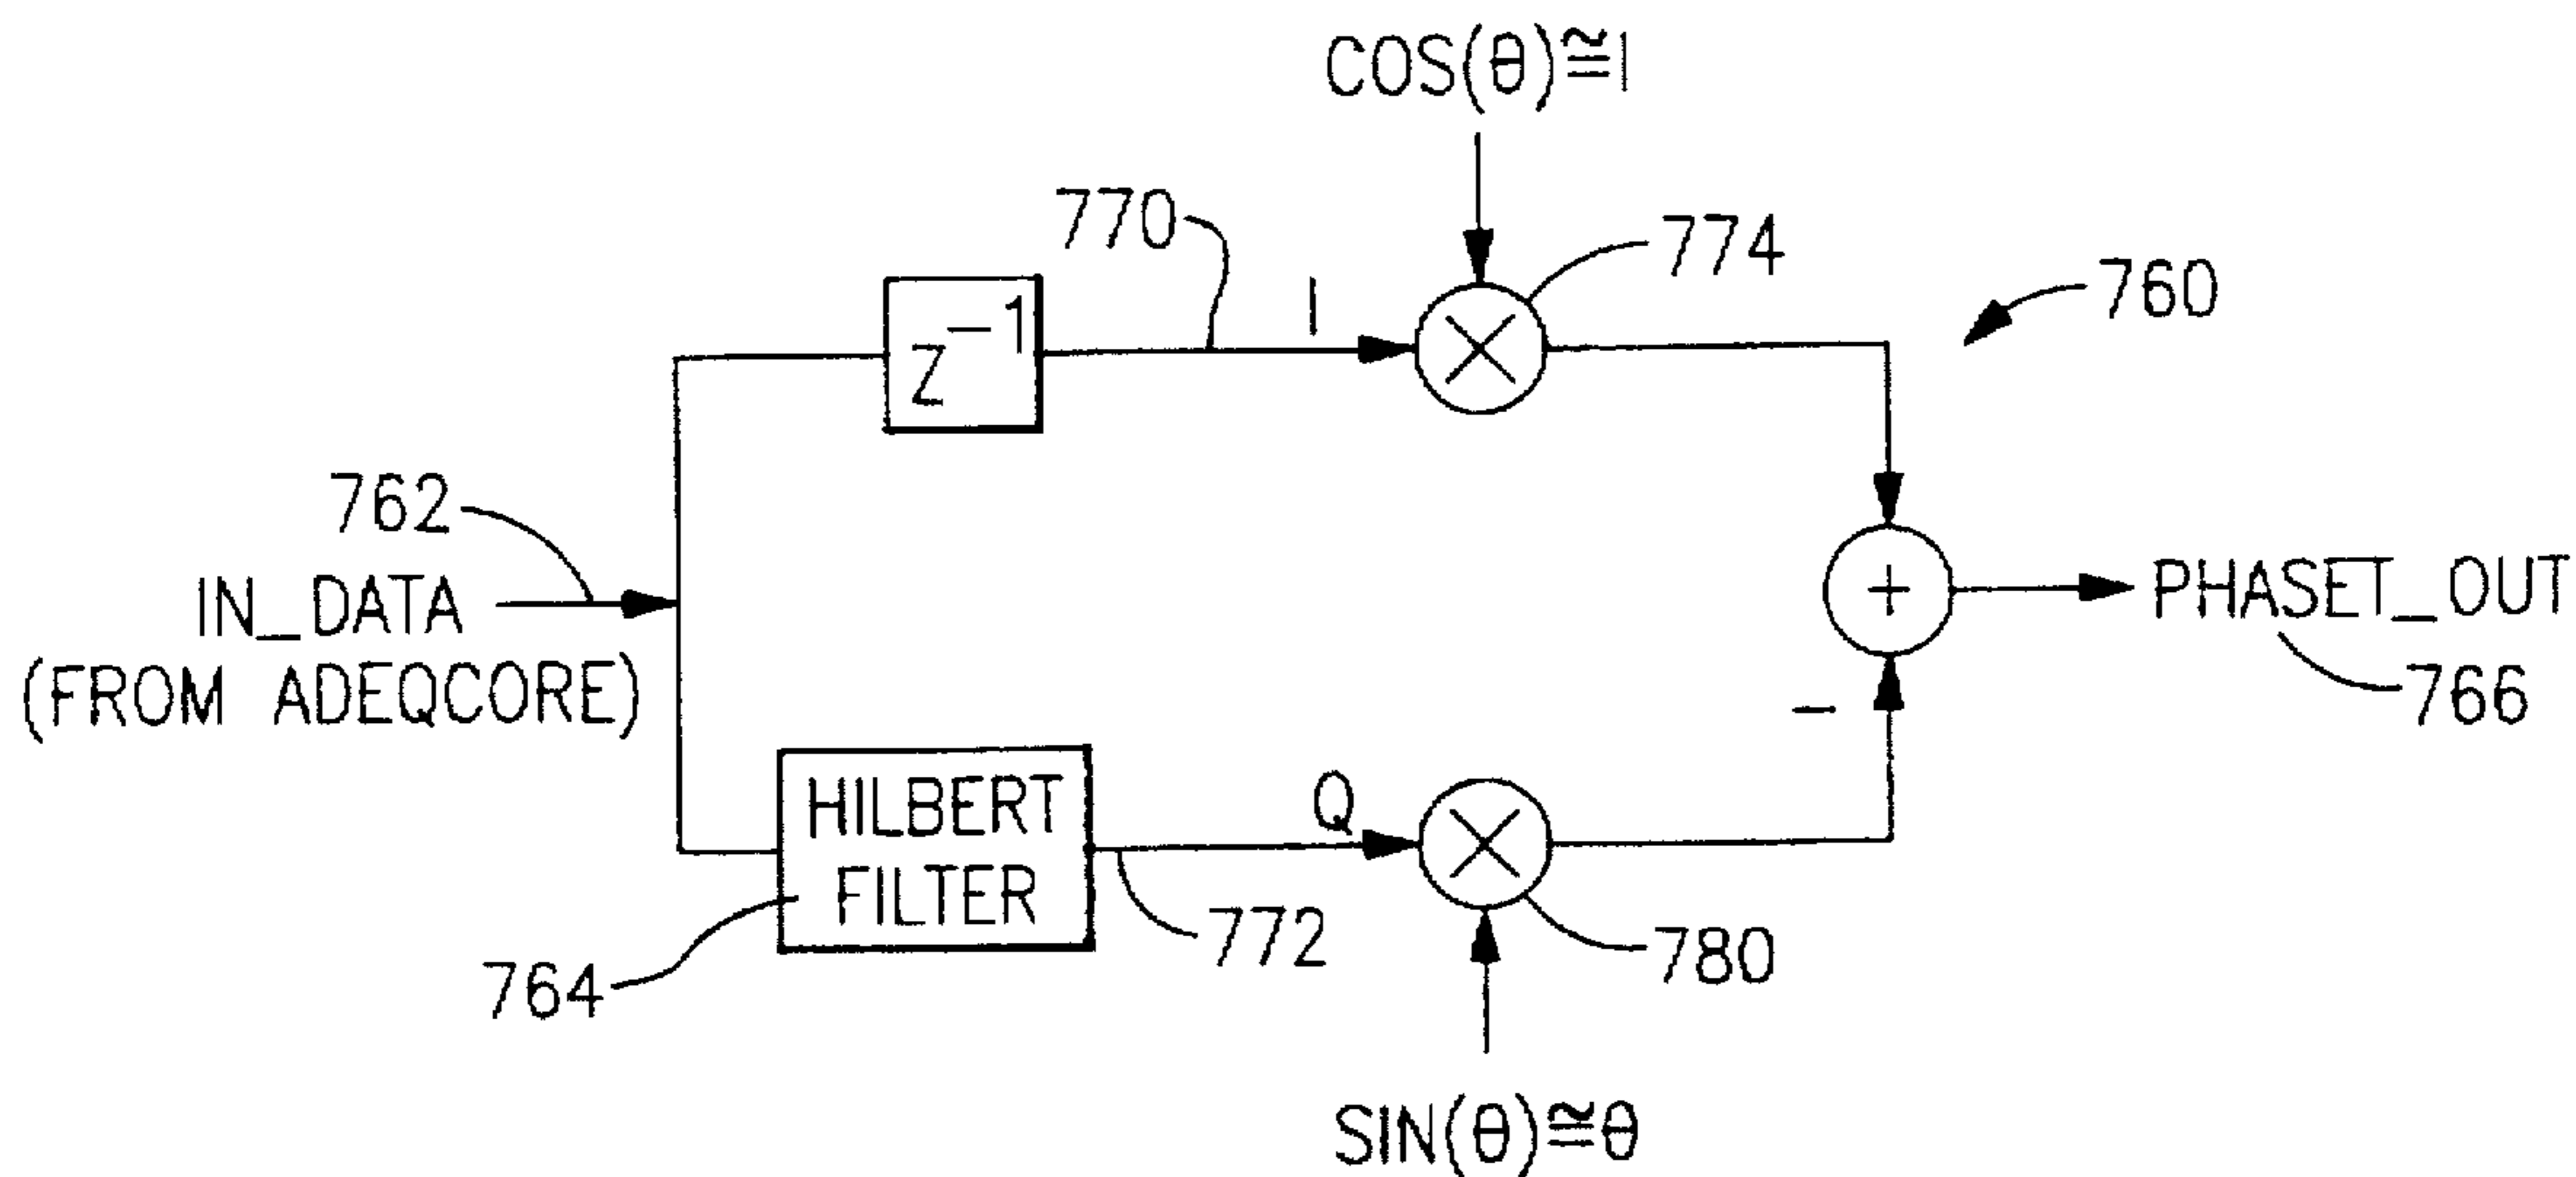 COS(θ)≅1
770
774
760
Z⁻¹
I
762
IN_DATA
(FROM ADEQCORE)
+
PHASET_OUT
766
−
HILBERT
FILTER
Q
772
764
780
SIN(θ)≅θ